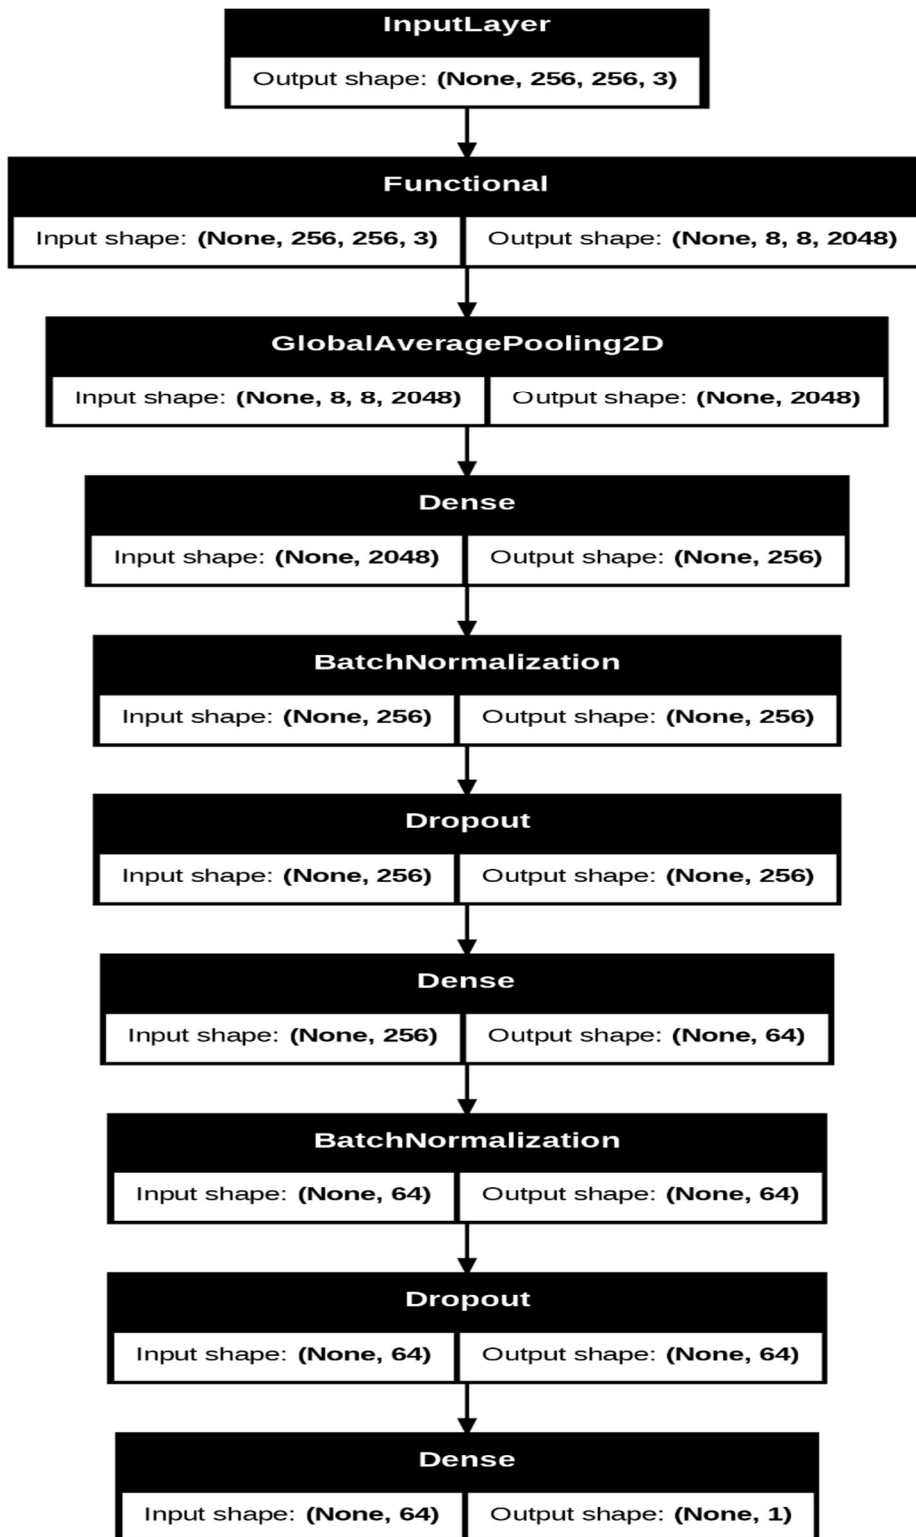 InputLayer
Output shape: (None, 256, 256, 3)
Functional
Input shape: (None, 256, 256, 3) Output shape: (None, 8, 8, 2048)
GlobalAveragePooling2D
Input shape: (None, 8, 8, 2048) Output shape: (None, 2048)
Dense
Input shape: (None, 2048) Output shape: (None, 256)
BatchNormalization
Input shape: (None, 256) Output shape: (None, 256)
Dropout
Input shape: (None, 256) Output shape: (None, 256)
Dense
Input shape: (None, 256) Output shape: (None, 64)
BatchNormalization
Input shape: (None, 64) Output shape: (None, 64)
Dropout
Input shape: (None, 64) Output shape: (None, 64)
Dense
Input shape: (None, 64) Output shape: (None, 1)